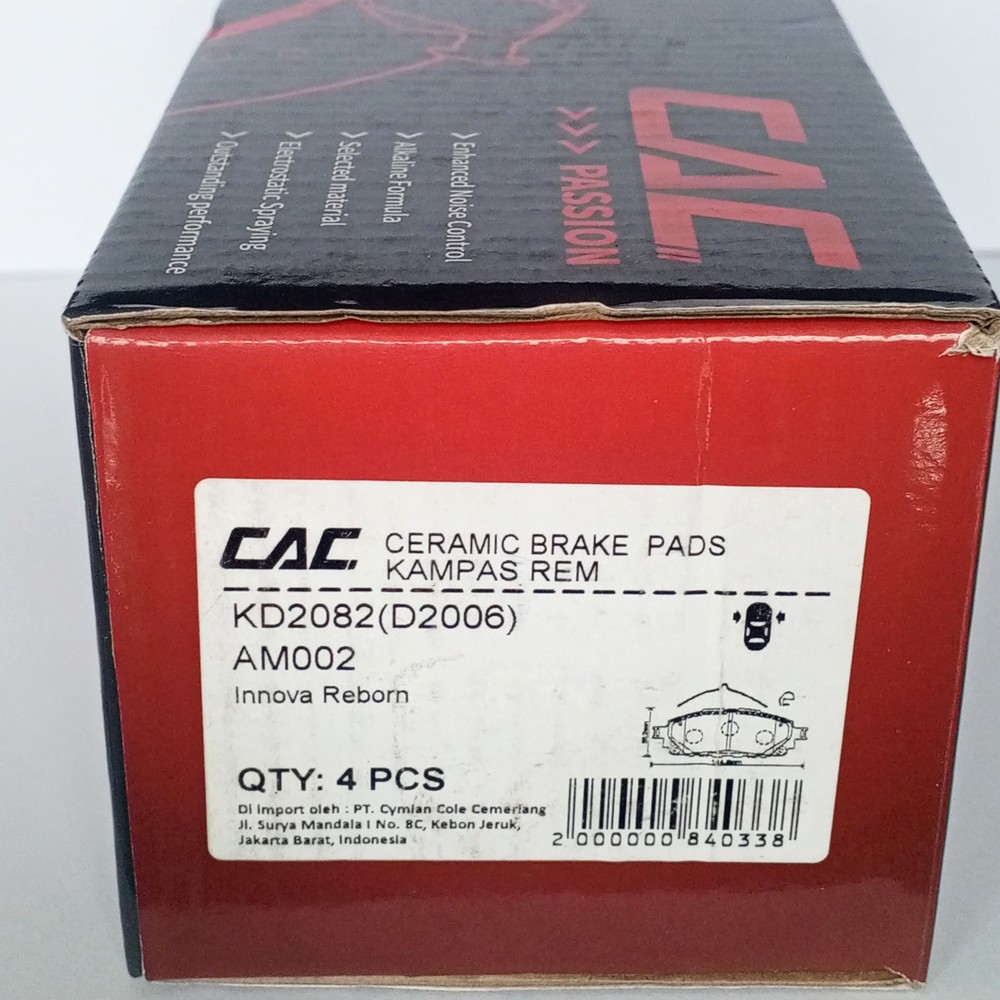 CAC
>>> PASSION
> Enhanced Noise Control
> Alkaline Formula
> Selected material
> Electrostatic Spraying
> Outstanding Performance
CAC CERAMIC BRAKE PADS
KAMPAS REM
KD2082(D2006)
AM002
Innova Reborn
QTY: 4 PCS
Di Import oleh : PT. Cymlan Cole Cemerlang
Jl. Surya Mandala I No. 8C, Kebon Jeruk,
Jakarta Barat, Indonesia
2 000000 840338